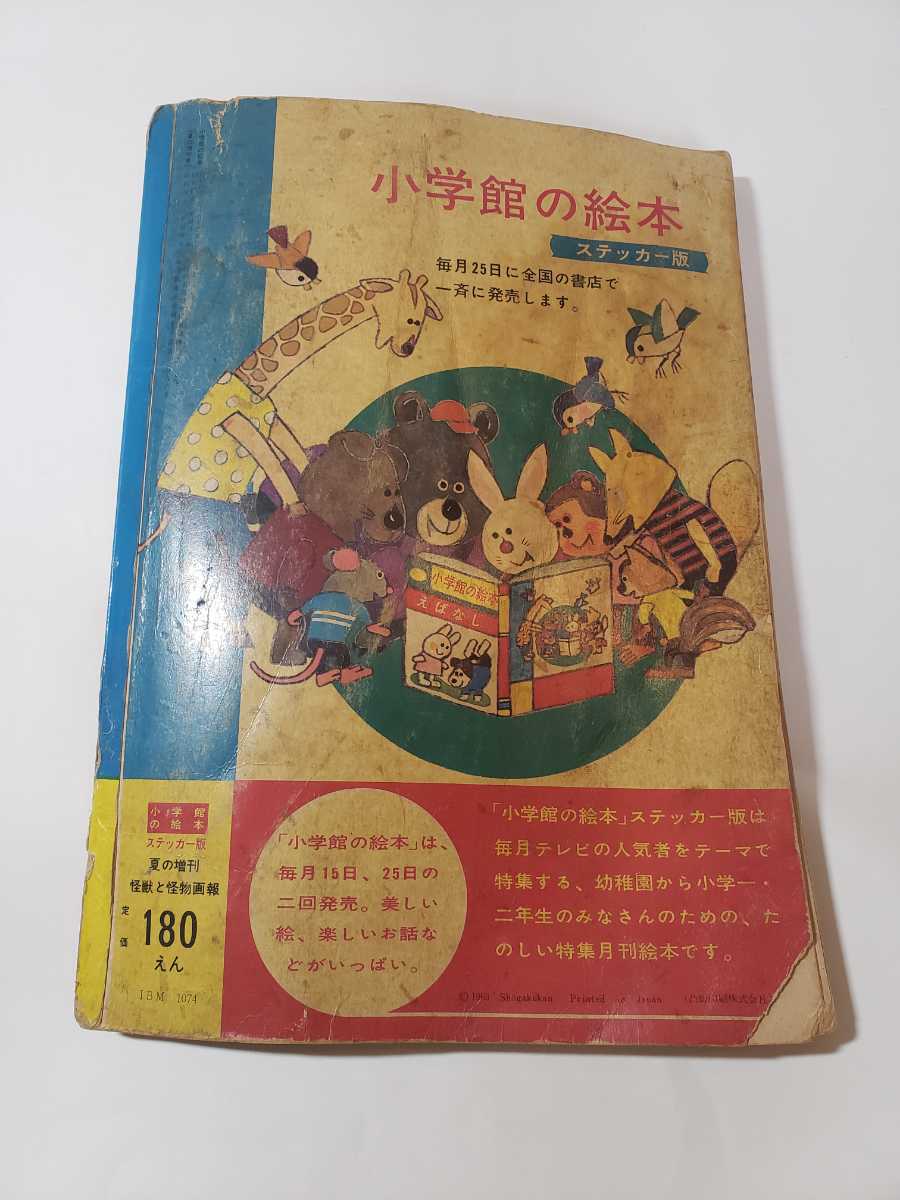 小学館の絵本
ステッカー版
毎月25日に全国の書店で
一斉に発売します。
小学館の絵本
えばなし
小学館
の絵本
ステッカー版
夏の増刊
怪獣と怪物画報
定価
180
えん
IBM 1074
「小学館の絵本」は、
毎月15日、25日の
二回発売。美しい
絵、楽しいお話な
どがいっぱい。
「小学館の絵本」ステッカー版は
毎月テレビの人気者をテーマで
特集する、幼稚園から小学一・
二年生のみなさんのための、た
のしい特集月刊絵本です。
© Shogakukan Printed in Japan